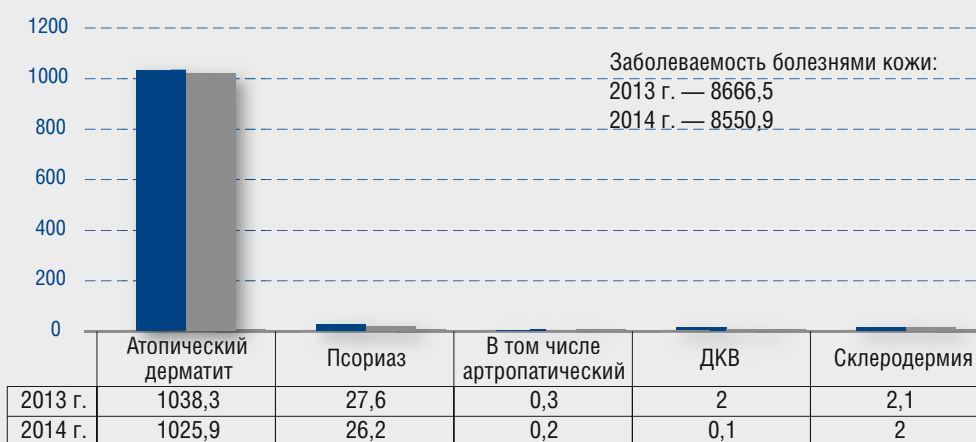 1200
1000
800
600
400
200
0
Заболеваемость болезнями кожи:
2013 г. — 8666,5
2014 г. — 8550,9
Атопический дерматит
Псориаз
В том числе артропатический
ДКВ
Склеродермия
2013 г. 1038,3 27,6 0,3 2 2,1
2014 г. 1025,9 26,2 0,2 0,1 2